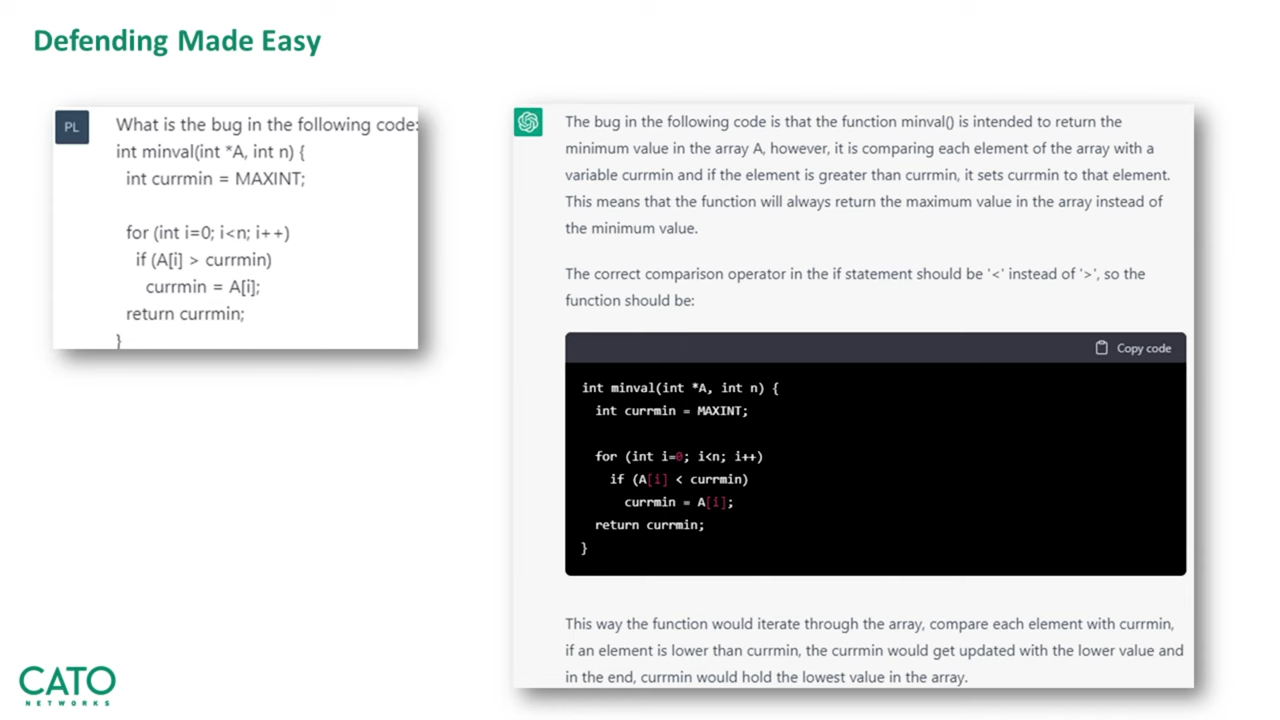 Defending Made Easy
PL
What is the bug in the following code:
int minval(int *A, int n) {
int currmin = MAXINT;
for (int i=0; i<n; i++)
if (A[i] > currmin)
currmin = A[i];
return currmin;
}
The bug in the following code is that the function minval() is intended to return the
minimum value in the array A, however, it is comparing each element of the array with a
variable currmin and if the element is greater than currmin, it sets currmin to that element.
This means that the function will always return the maximum value in the array instead of
the minimum value.
The correct comparison operator in the if statement should be '<' instead of '>', so the
function should be:
Copy code
int minval(int *A, int n) {
int currmin = MAXINT;
for (int i=0; i<n; i++)
if (A[i] < currmin)
currmin = A[i];
return currmin;
}
This way the function would iterate through the array, compare each element with currmin,
if an element is lower than currmin, the currmin would get updated with the lower value and
in the end, currmin would hold the lowest value in the array.
CATO
NETWORKS